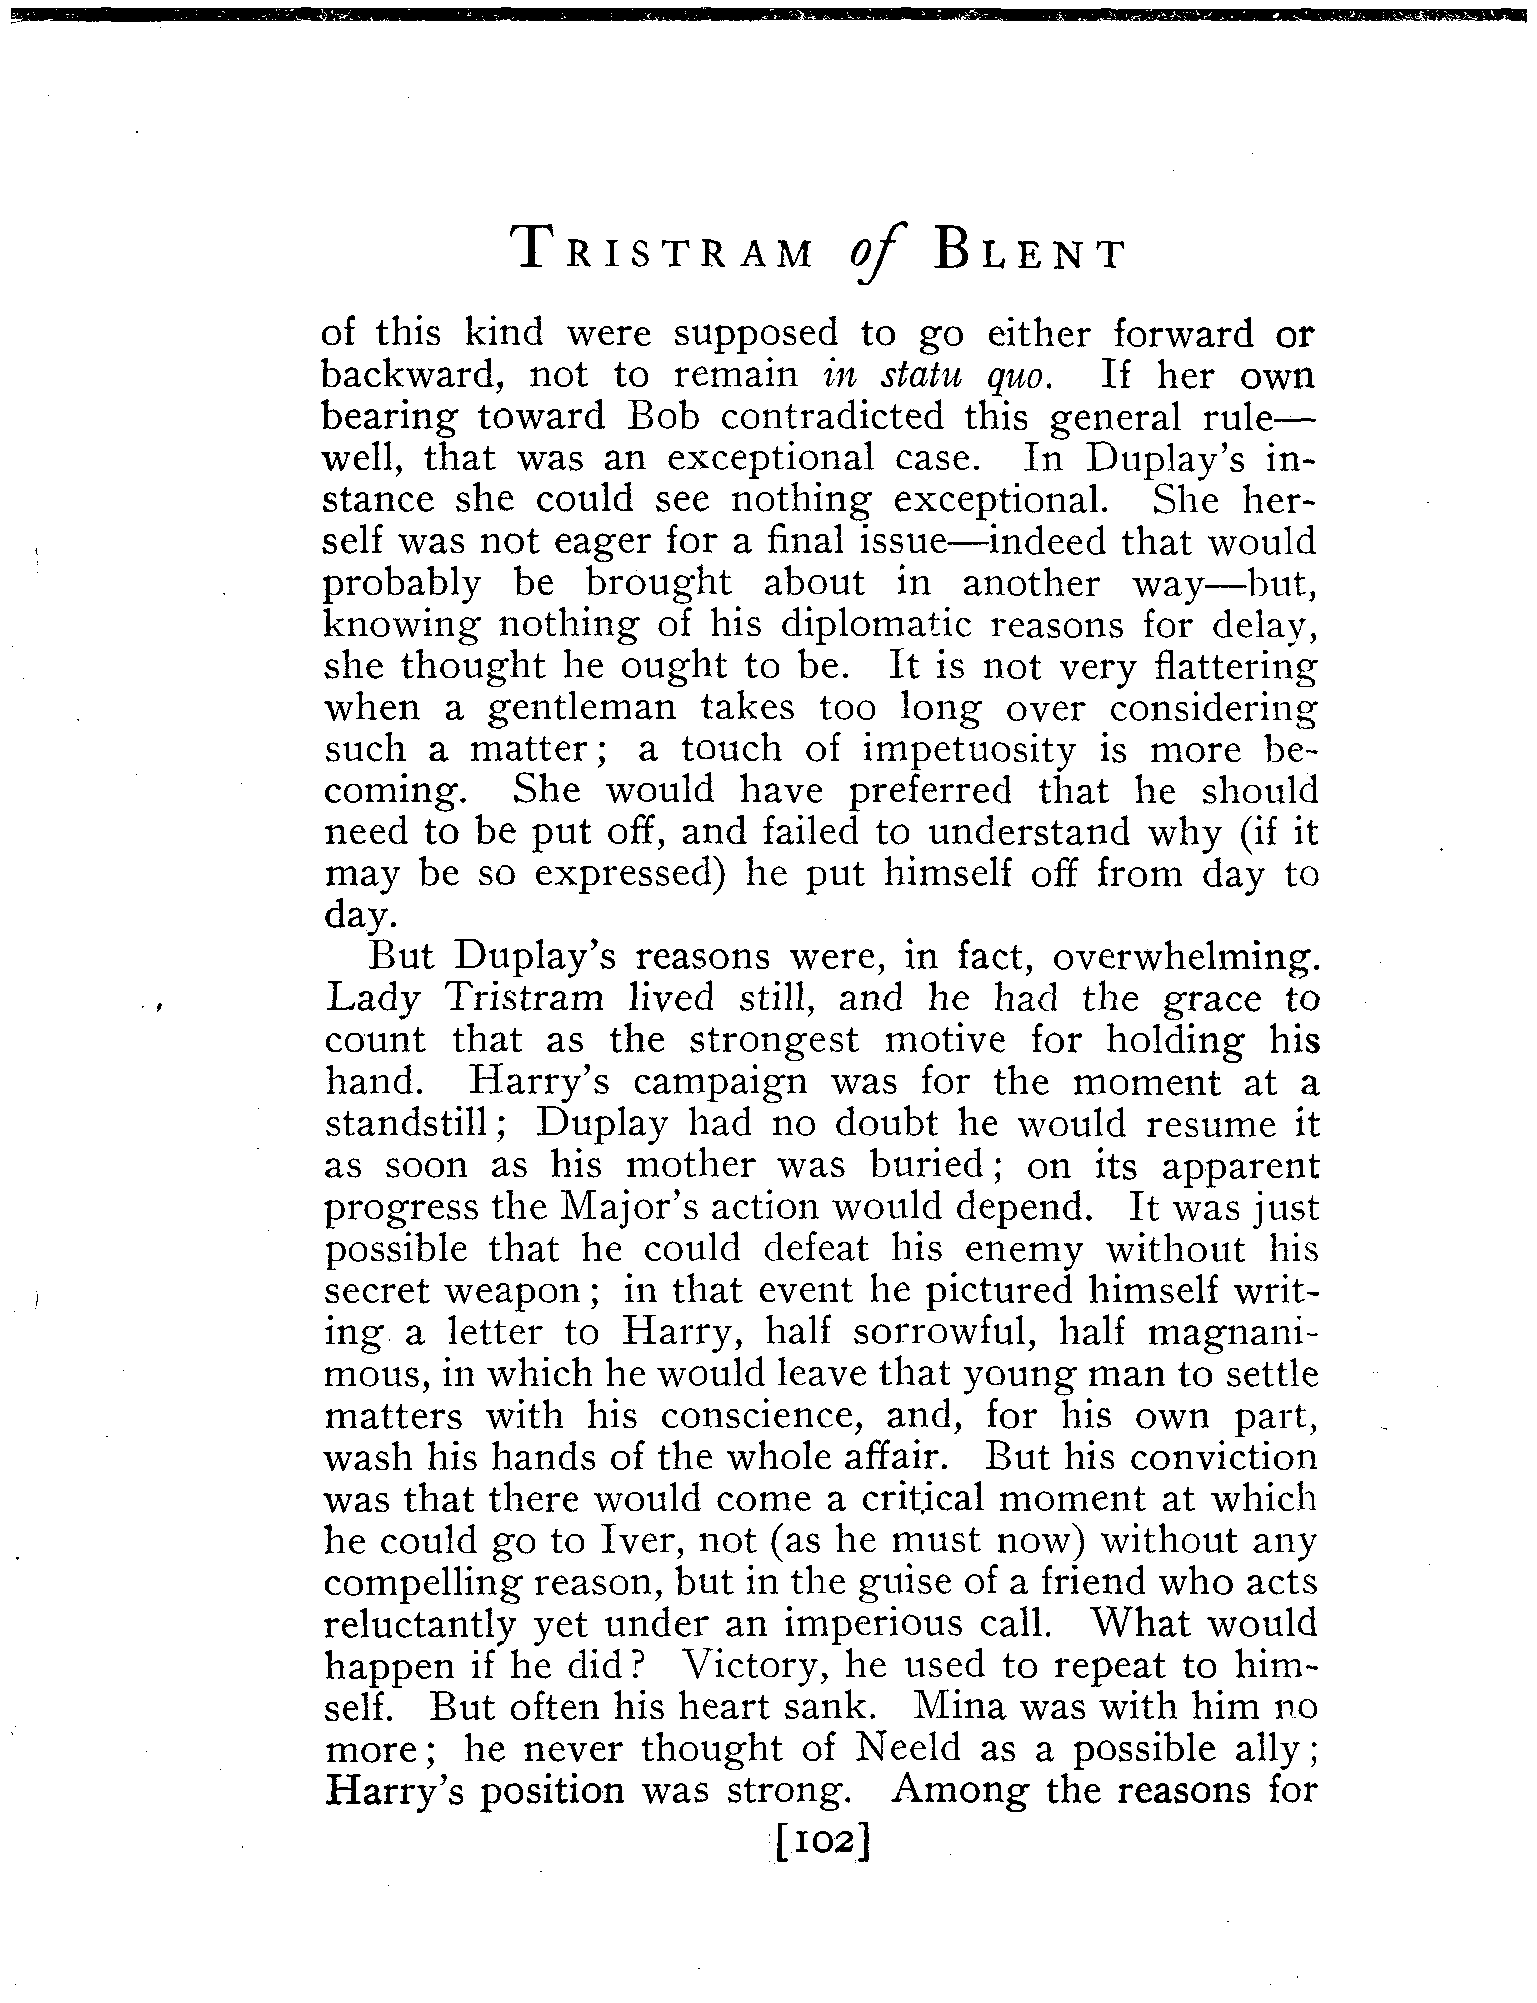 TRISTRAM of BLENT
of this kind were supposed to go either forward or
backward, not to remain in statu quo. If her own
bearing toward Bob contradicted this general rule—
well, that was an exceptional case. In Duplay's in-
stance she could see nothing exceptional. She her-
self was not eager for a final issue—indeed that would
probably be brought about in another way—but,
knowing nothing of his diplomatic reasons for delay,
she thought he ought to be. It is not very flattering
when a gentleman takes too long over considering
such a matter; a touch of impetuosity is more be-
coming. She would have preferred that he should
need to be put off, and failed to understand why (if it
may be so expressed) he put himself off from day to
day.
But Duplay's reasons were, in fact, overwhelming.
Lady Tristram lived still, and he had the grace to
count that as the strongest motive for holding his
hand. Harry's campaign was for the moment at a
standstill; Duplay had no doubt he would resume it
as soon as his mother was buried; on its apparent
progress the Major's action would depend. It was just
possible that he could defeat his enemy without his
secret weapon; in that event he pictured himself writ-
ing a letter to Harry, half sorrowful, half magnani-
mous, in which he would leave that young man to settle
matters with his conscience, and, for his own part,
wash his hands of the whole affair. But his conviction
was that there would come a critical moment at which
he could go to Iver, not (as he must now) without any
compelling reason, but in the guise of a friend who acts
reluctantly yet under an imperious call. What would
happen if he did? Victory, he used to repeat to him-
self. But often his heart sank. Mina was with him no
more; he never thought of Neeld as a possible ally;
Harry's position was strong. Among the reasons for
[102]